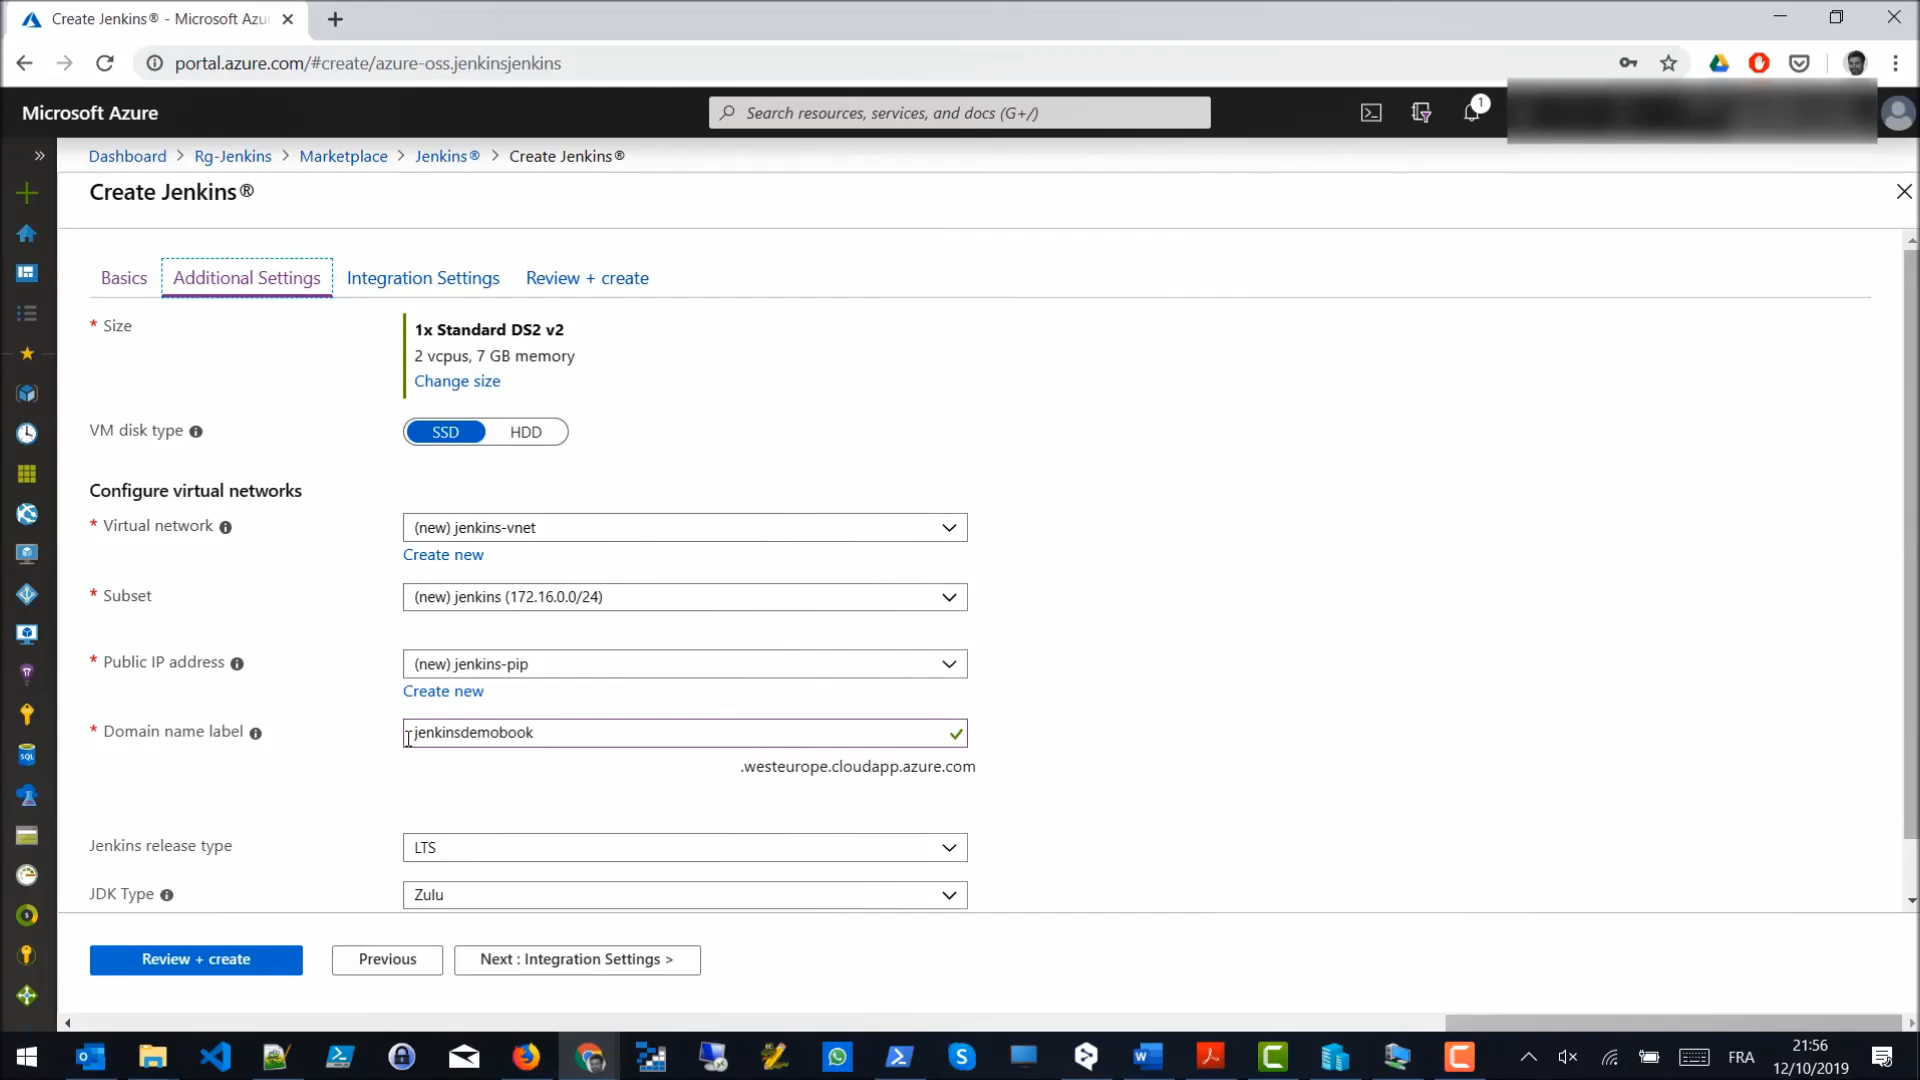 Create Jenkins® - Microsoft Azu
portal.azure.com/#create/azure-oss.jenkinsjenkins
Microsoft Azure
Search resources, services, and docs (G+/)
1
Dashboard > Rg-Jenkins > Marketplace > Jenkins® > Create Jenkins®
Create Jenkins®
Basics
Additional Settings
Integration Settings
Review + create
* Size
1x Standard DS2 v2
2 vcpus, 7 GB memory
Change size
VM disk type
SSD
HDD
Configure virtual networks
* Virtual network
(new) jenkins-vnet
Create new
* Subset
(new) jenkins (172.16.0.0/24)
* Public IP address
(new) jenkins-pip
Create new
* Domain name label
jenkinsdemobook
.westeurope.cloudapp.azure.com
Jenkins release type
LTS
JDK Type
Zulu
Review + create
Previous
Next : Integration Settings >
FRA
21:56
12/10/2019